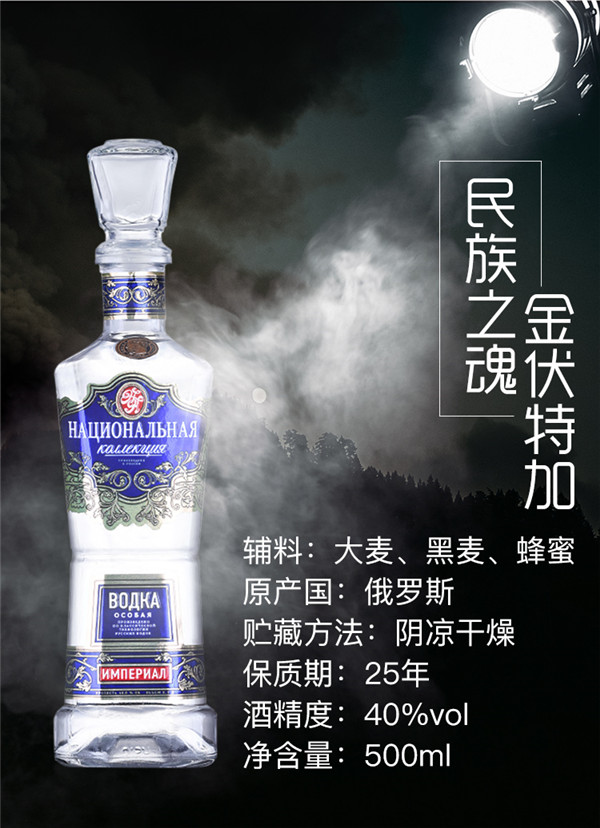 民族之魂
金伏特加
НАЦИОНАЛЬНАЯ
коллекция
ВОДКА
ОСОБАЯ
ИМПЕРИАЛ
辅料：大麦、黑麦、蜂蜜
原产国：俄罗斯
贮藏方法：阴凉干燥
保质期：25年
酒精度：40%vol
净含量：500ml